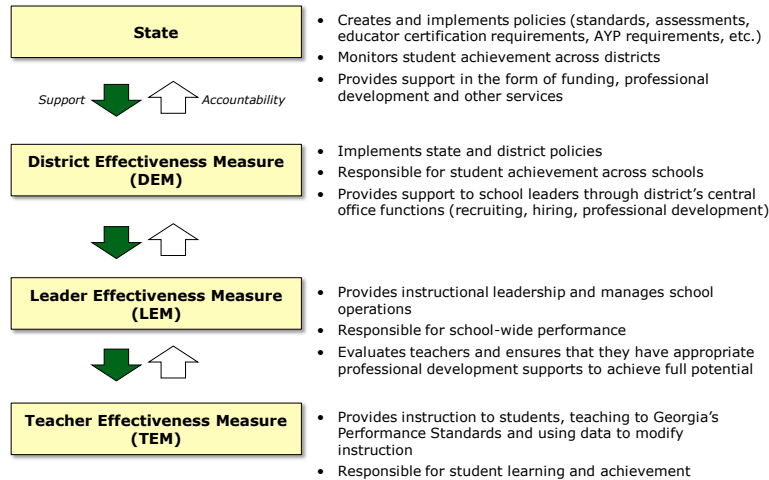 State
• Creates and implements policies (standards, assessments,
educator certification requirements, AYP requirements, etc.)
• Monitors student achievement across districts
• Provides support in the form of funding, professional
development and other services
Support
Accountability
District Effectiveness Measure
(DEM)
• Implements state and district policies
• Responsible for student achievement across schools
• Provides support to school leaders through district's central
office functions (recruiting, hiring, professional development)
Leader Effectiveness Measure
(LEM)
• Provides instructional leadership and manages school
operations
• Responsible for school-wide performance
• Evaluates teachers and ensures that they have appropriate
professional development supports to achieve full potential
Teacher Effectiveness Measure
(TEM)
• Provides instruction to students, teaching to Georgia's
Performance Standards and using data to modify
instruction
• Responsible for student learning and achievement